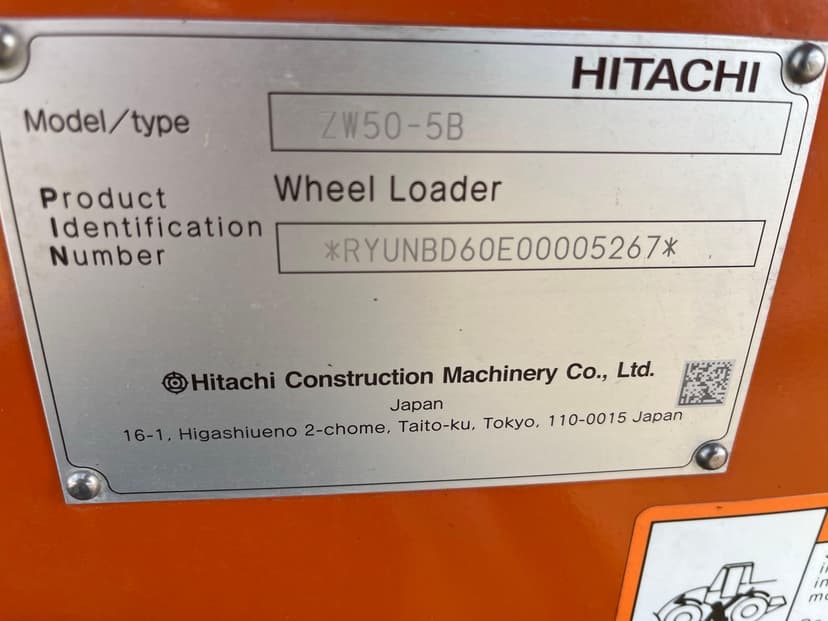 HITACHI
Model/type ZW50-5B
Wheel Loader
Product
Identification
Number
*RYUNBD60E00005267*
Hitachi Construction Machinery Co., Ltd.
Japan
16-1, Higashiueno 2-chome, Taito-ku, Tokyo, 110-0015 Japan